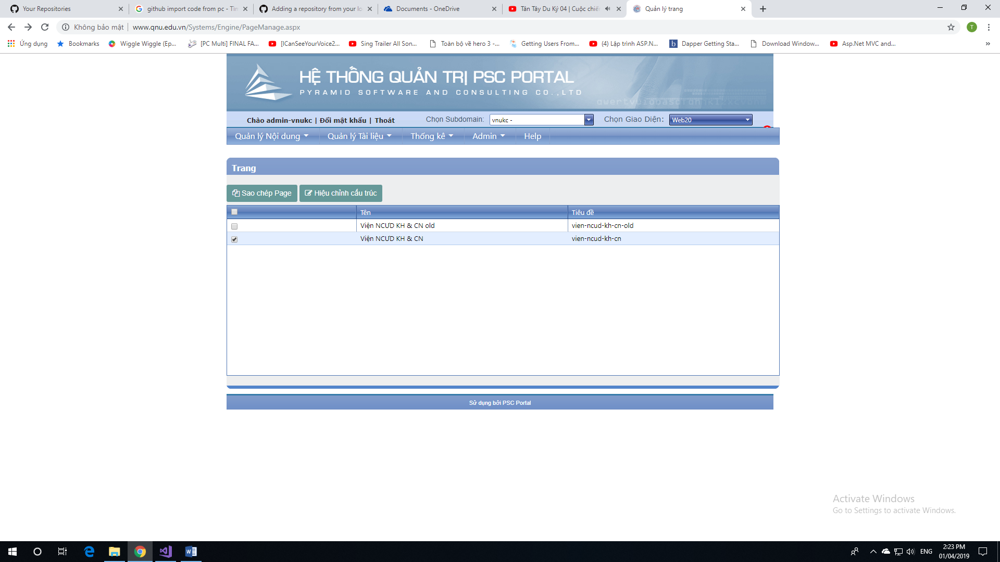 Your Repositories
github import code from pc - Tìn
Adding a repository from your lo
Documents - OneDrive
Tân Tây Du Ký 04 | Cuộc chiến
Quản lý trang
Không bảo mật | www.qnu.edu.vn/Systems/Engine/PageManage.aspx
T
Ứng dụng
Bookmarks
Wiggle Wiggle (Ep...
[PC Multi] FINAL FA...
[ICanSeeYourVoice2...
Sing Trailer All Son...
Toàn bộ về hero 3 -...
Getting Users From...
(4) Lập trình ASP.N...
Dapper Getting Sta...
Download Window...
Asp.Net MVC and...
»
HỆ THỐNG QUẢN TRỊ PSC PORTAL
PYRAMID SOFTWARE AND CONSULTING CO.,LTD
Chào admin-vnukc | Đổi mật khẩu | Thoát
Chọn Subdomain: vnukc -
Chọn Giao Diện: Web20
Quản lý Nội dung
Quản lý Tài liệu
Thống kê
Admin
Help
Trang
Sao chép Page
Hiệu chỉnh cấu trúc
Tên Tiêu đề
Viện NCƯD KH & CN old vien-ncud-kh-cn-old
Viện NCƯD KH & CN vien-ncud-kh-cn
Sử dụng bởi PSC Portal
Activate Windows
Go to Settings to activate Windows.
ENG
2:23 PM
01/04/2019